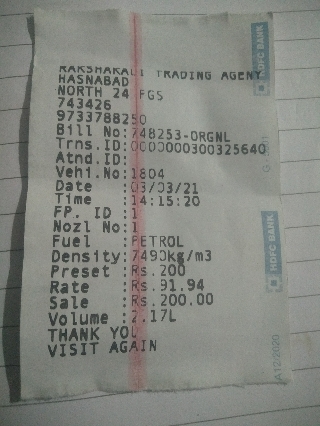 RAKSHAKALI TRADING AGENY
HASNABAD
NORTH 24 PGS
743426
9733788250
Bill No:748253-ORGNL
Trns.ID:0000000300325640
Atnd.ID:
Vehi.No:1804
Date :03/03/21
Time :14:15:20
FP. ID :1
Nozl No:1
Fuel :PETROL
Density:7490kg/m3
Preset :Rs.200
Rate :Rs.91.94
Sale :Rs.200.00
Volume :2.17L
THANK YOU
VISIT AGAIN
HDFC BANK
HDFC BANK
A12/2020